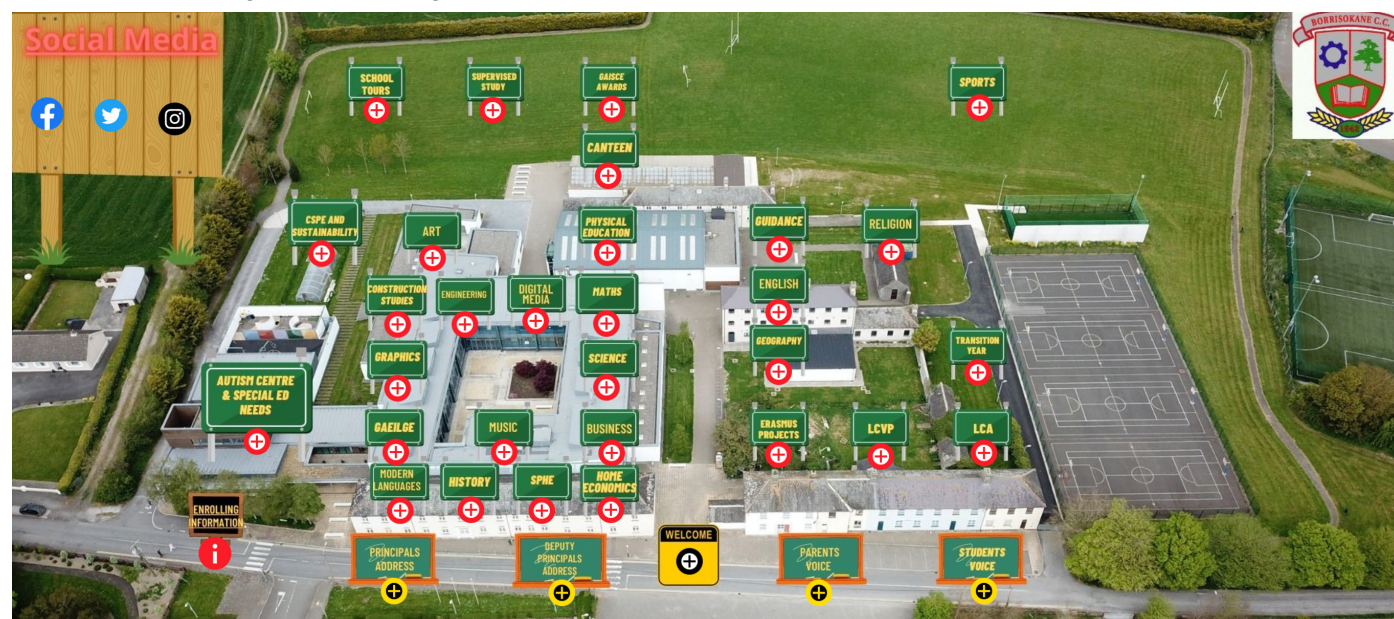 Social Media
BORRISOKANE C.C.
SCHOOL
TOURS
SUPERVISED
STUDY
GAISCE
AWARDS
SPORTS
CANTEEN
CSPE AND
SUSTAINABILITY
ART
PHYSICAL
EDUCATION
GUIDANCE
RELIGION
CONSTRUCTION
STUDIES
ENGINEERING
DIGITAL
MEDIA
MATHS
ENGLISH
GRAPHICS
SCIENCE
GEOGRAPHY
TRANSITION
YEAR
AUTISM CENTRE
& SPECIAL ED
NEEDS
GAEILGE
MUSIC
BUSINESS
ERASMUS
PROJECTS
LCVP
LCA
MODERN
LANGUAGES
HISTORY
SPHE
HOME
ECONOMICS
ENROLLING
INFORMATION
PRINCIPALS
ADDRESS
DEPUTY
PRINCIPALS
ADDRESS
WELCOME
PARENTS
VOICE
STUDENTS
VOICE